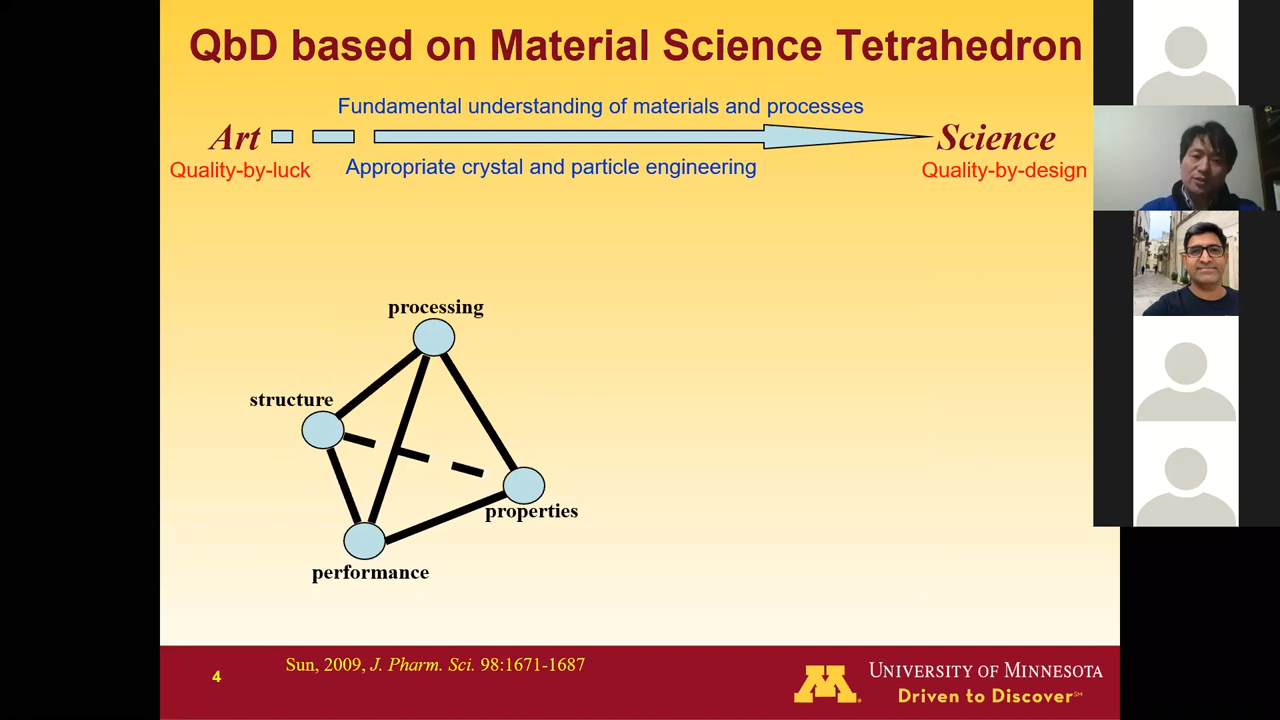 QbD based on Material Science Tetrahedron
Fundamental understanding of materials and processes
Art
Science
Quality-by-luck
Appropriate crystal and particle engineering
Quality-by-design
processing
structure
properties
performance
4
Sun, 2009, J. Pharm. Sci. 98:1671-1687
M
UNIVERSITY OF MINNESOTA
Driven to Discover℠